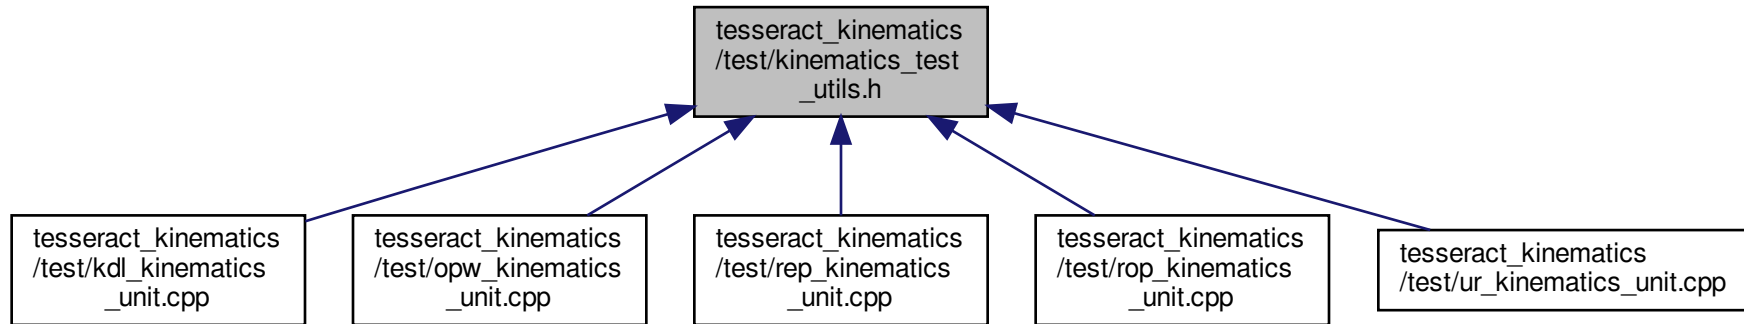 tesseract_kinematics
/test/kinematics_test
_utils.h
tesseract_kinematics
/test/kdl_kinematics
_unit.cpp
tesseract_kinematics
/test/opw_kinematics
_unit.cpp
tesseract_kinematics
/test/rep_kinematics
_unit.cpp
tesseract_kinematics
/test/rop_kinematics
_unit.cpp
tesseract_kinematics
/test/ur_kinematics_unit.cpp